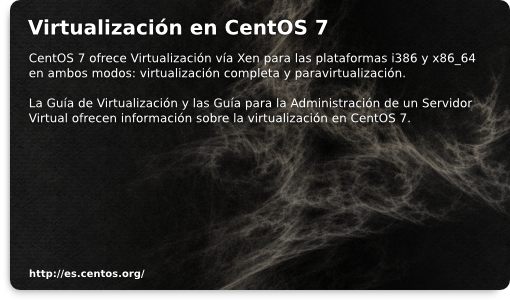 Virtualización en CentOS 7
CentOS 7 ofrece Virtualización vía Xen para las plataformas i386 y x86_64
en ambos modos: virtualización completa y paravirtualización.
La Guía de Virtualización y las Guía para la Administración de un Servidor
Virtual ofrecen información sobre la virtualización en CentOS 7.
http://es.centos.org/